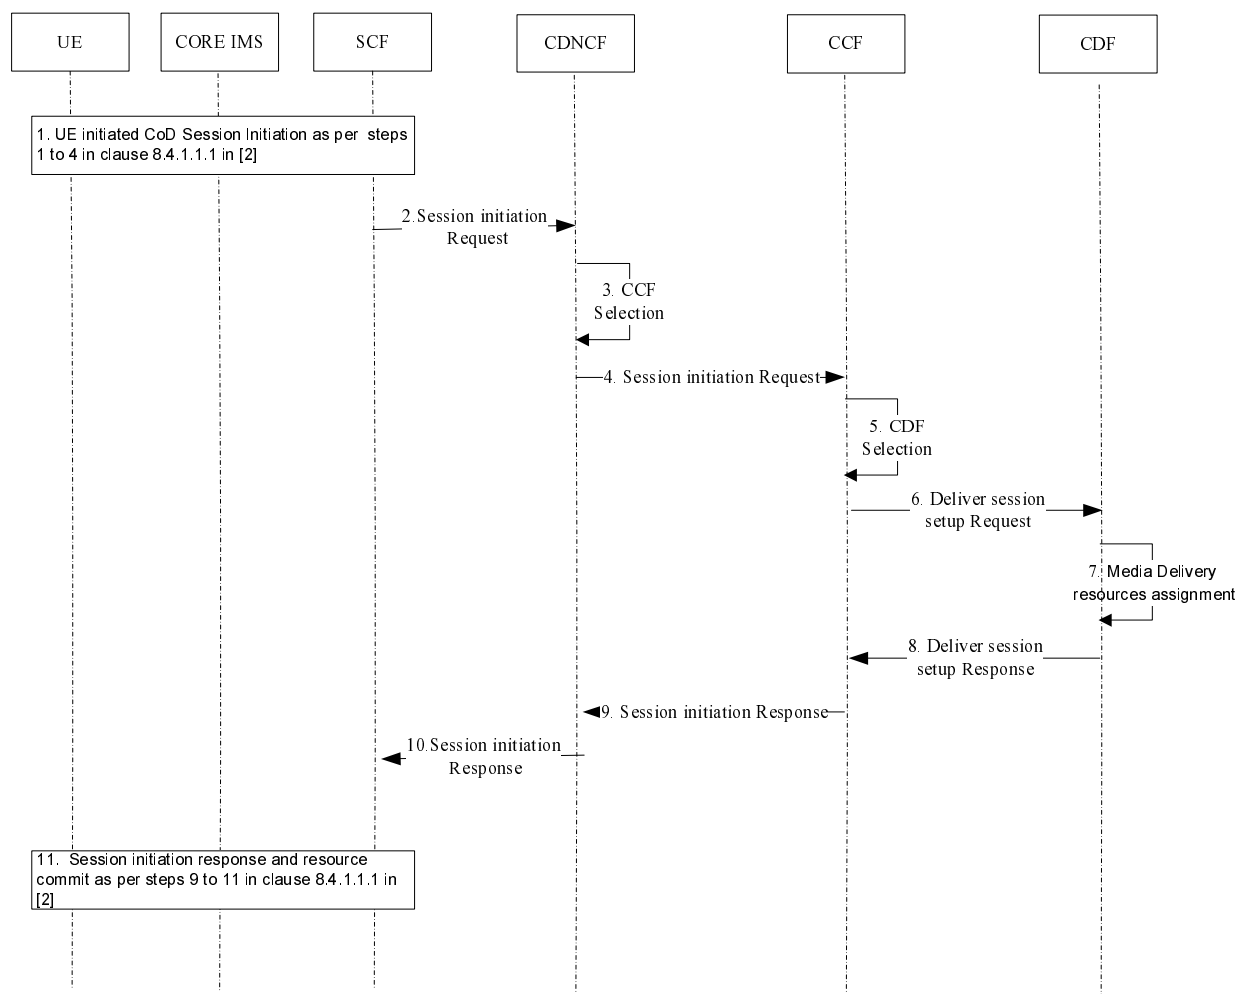 UE
CORE IMS
SCF
CDNCF
CCF
CDF
1. UE initiated CoD Session Initiation as per steps
1 to 4 in clause 8.4.1.1.1 in [2]
2.Session initiation
Request
3. CCF
Selection
4. Session initiation Request
5. CDF
Selection
6. Deliver session
setup Request
7. Media Delivery
resources assignment
8. Deliver session
setup Response
9. Session initiation Response
10.Session initiation
Response
11. Session initiation response and resource
commit as per steps 9 to 11 in clause 8.4.1.1.1 in
[2]